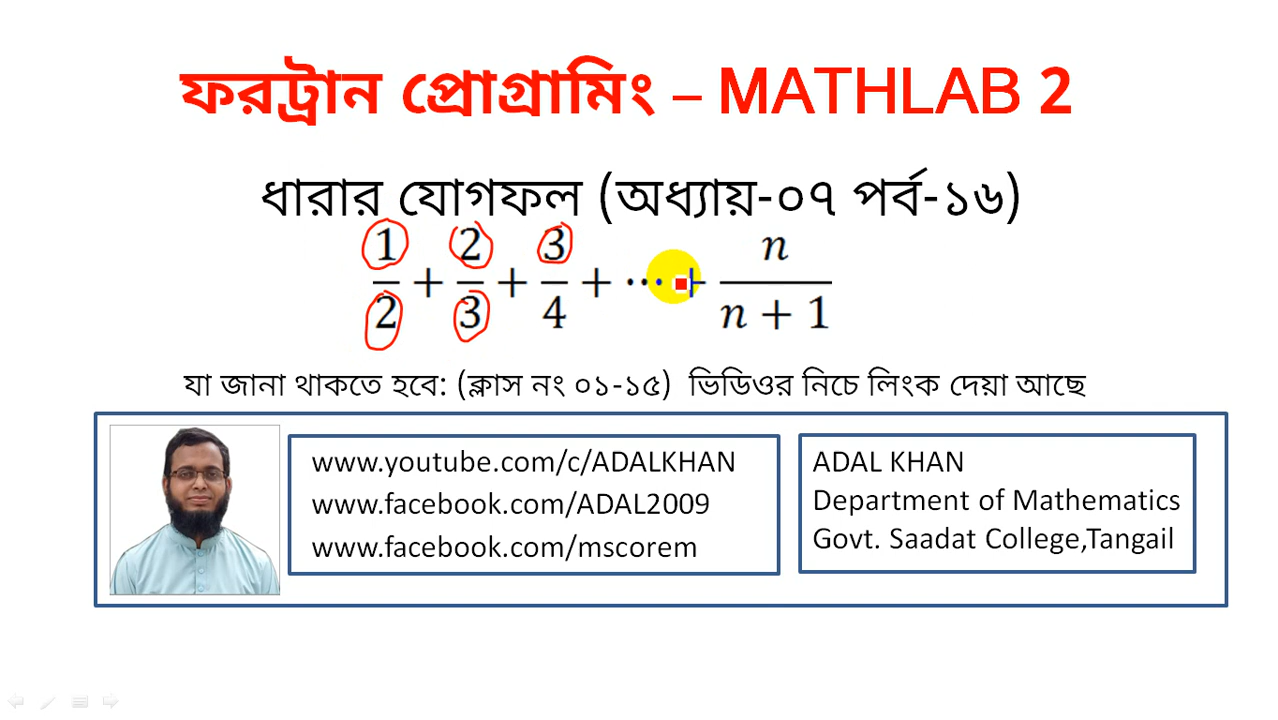 ফরট্রান প্রোগ্রামিং – MATHLAB 2
ধারার যোগফল (অধ্যায়-০৭ পর্ব-১৬)
1/2 + 2/3 + 3/4 + ⋯ + n/(n + 1)
যা জানা থাকতে হবে: (ক্লাস নং ০১-১৫) ভিডিওর নিচে লিংক দেয়া আছে
www.youtube.com/c/ADALKHAN
www.facebook.com/ADAL2009
www.facebook.com/mscorem
ADAL KHAN
Department of Mathematics
Govt. Saadat College,Tangail